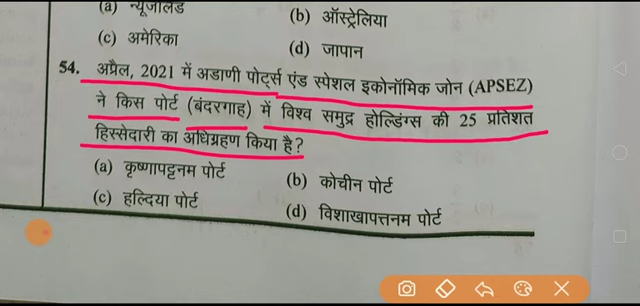 (a) न्यूजीलैंड
(b) ऑस्ट्रेलिया
(c) अमेरिका
(d) जापान
54. अप्रैल, 2021 में अडाणी पोर्ट्स एंड स्पेशल इकोनॉमिक जोन (APSEZ)
ने किस पोर्ट (बंदरगाह) में विश्व समुद्र होल्डिंग्स की 25 प्रतिशत
हिस्सेदारी का अधिग्रहण किया है?
(a) कृष्णापट्टनम पोर्ट
(b) कोचीन पोर्ट
(c) हल्दिया पोर्ट
(d) विशाखापत्तनम पोर्ट